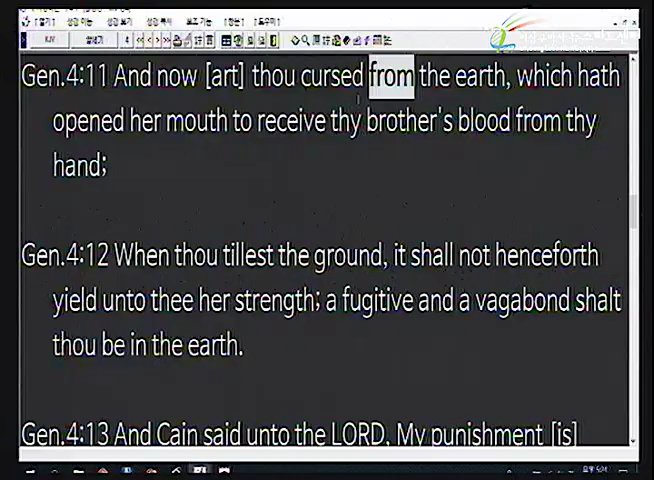 KJV
Gen.4:11 And now [art] thou cursed from the earth, which hath
opened her mouth to receive thy brother's blood from thy
hand;
Gen.4:12 When thou tillest the ground, it shall not henceforth
yield unto thee her strength; a fugitive and a vagabond shalt
thou be in the earth.
Gen.4:13 And Cain said unto the LORD, My punishment [is]